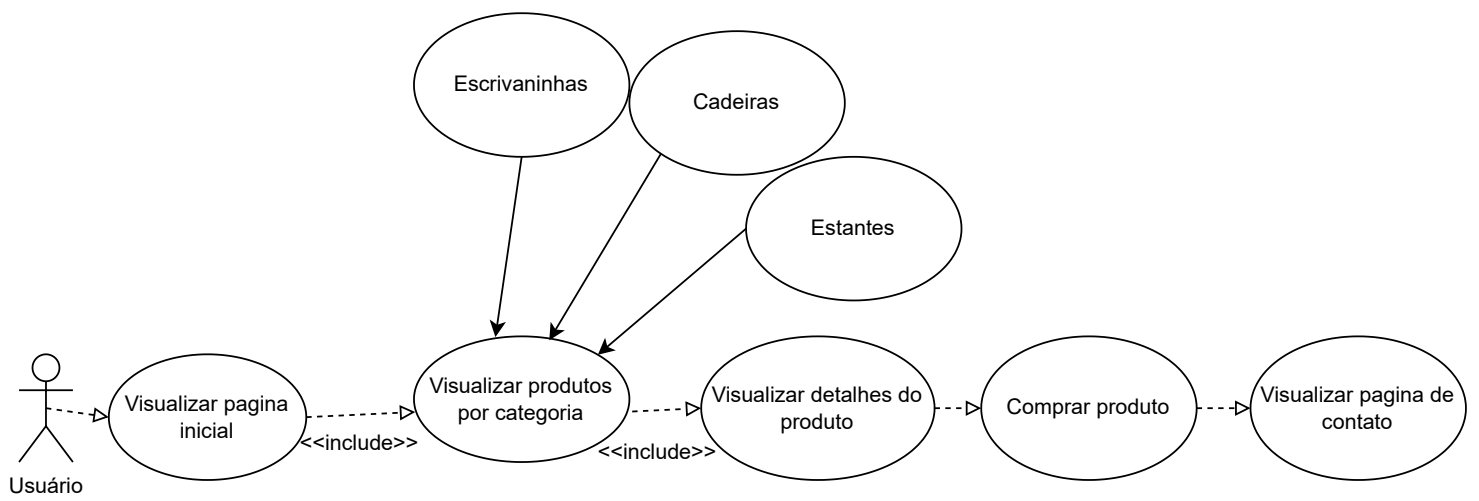 Escrivaninhas
Cadeiras
Estantes
Visualizar pagina
inicial
<<include>>
Visualizar produtos
por categoria
<<include>>
Visualizar detalhes do
produto
Comprar produto
Visualizar pagina de
contato
Usuário